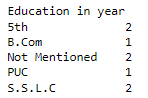 Education in year
5th 2
B.Com 1
Not Mentioned 2
PUC 1
S.S.L.C 2